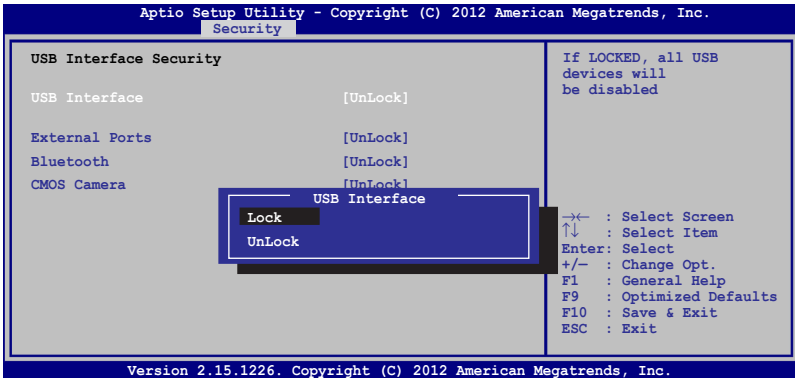 Aptio Setup Utility - Copyright (C) 2012 American Megatrends, Inc.
Security
USB Interface Security
USB Interface [UnLock]
External Ports [UnLock]
Bluetooth [UnLock]
CMOS Camera [UnLock]
USB Interface
Lock
UnLock
If LOCKED, all USB
devices will
be disabled
→← : Select Screen
↑↓ : Select Item
Enter: Select
+/— : Change Opt.
F1 : General Help
F9 : Optimized Defaults
F10 : Save & Exit
ESC : Exit
Version 2.15.1226. Copyright (C) 2012 American Megatrends, Inc.